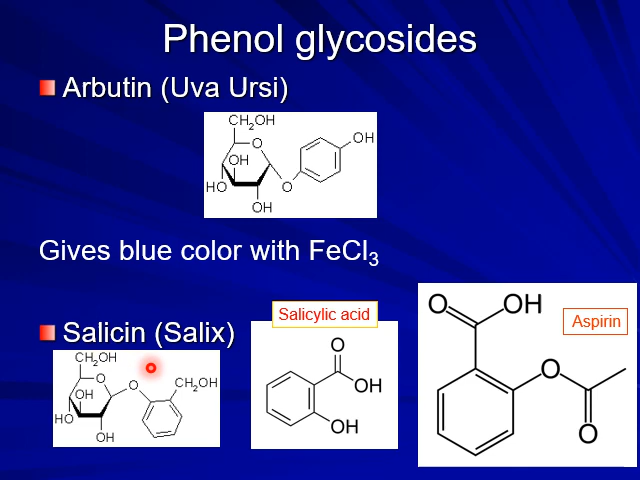 Phenol glycosides
Arbutin (Uva Ursi)
CH₂OH
O
OH
OH
HO
O
OH
Gives blue color with FeCl₃
Salicin (Salix)
Salicylic acid
Aspirin
CH₂OH
O
O
CH₂OH
OH
HO
OH
O
OH
OH
O
OH
O
O